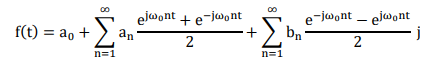 f(t) = a₀ + ∑_{n=1}^{∞} aₙ (e^{jω₀nt} + e^{−jω₀nt})/2 + ∑_{n=1}^{∞} bₙ (e^{−jω₀nt} − e^{jω₀nt})/2 j